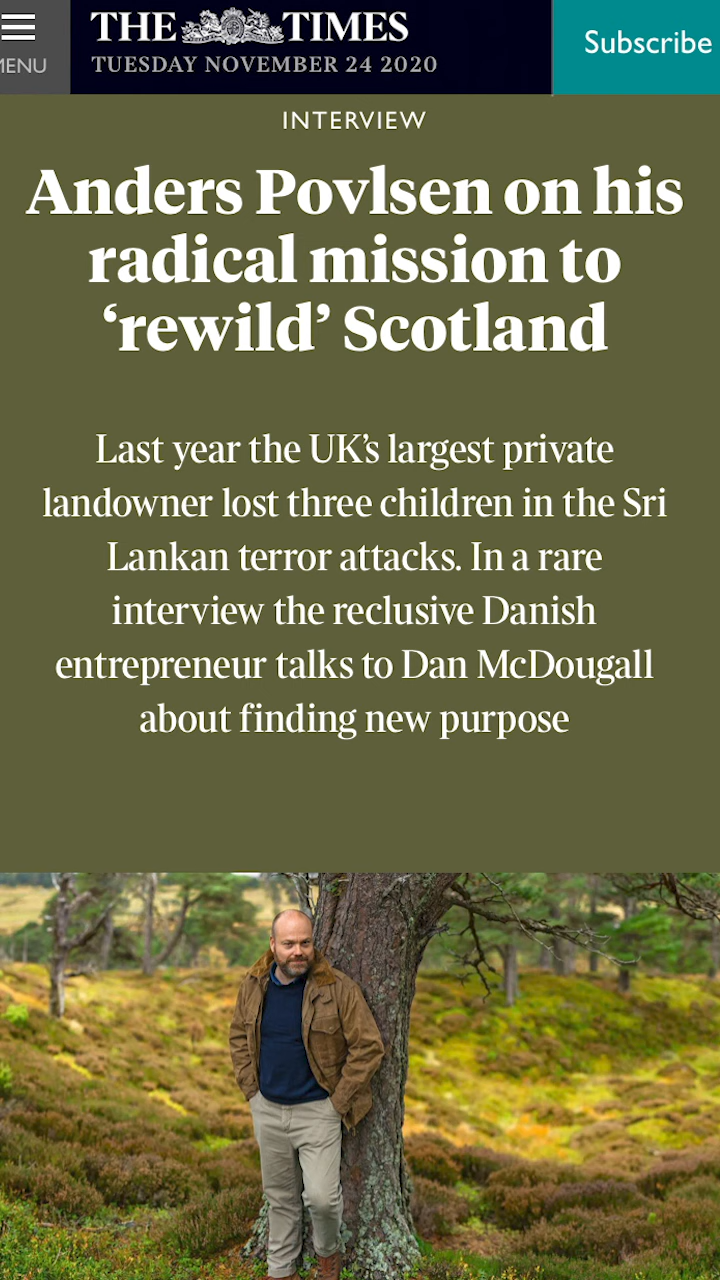 THE TIMES
MENU
TUESDAY NOVEMBER 24 2020
Subscribe
INTERVIEW
Anders Povlsen on his
radical mission to
‘rewild’ Scotland
Last year the UK’s largest private
landowner lost three children in the Sri
Lankan terror attacks. In a rare
interview the reclusive Danish
entrepreneur talks to Dan McDougall
about finding new purpose